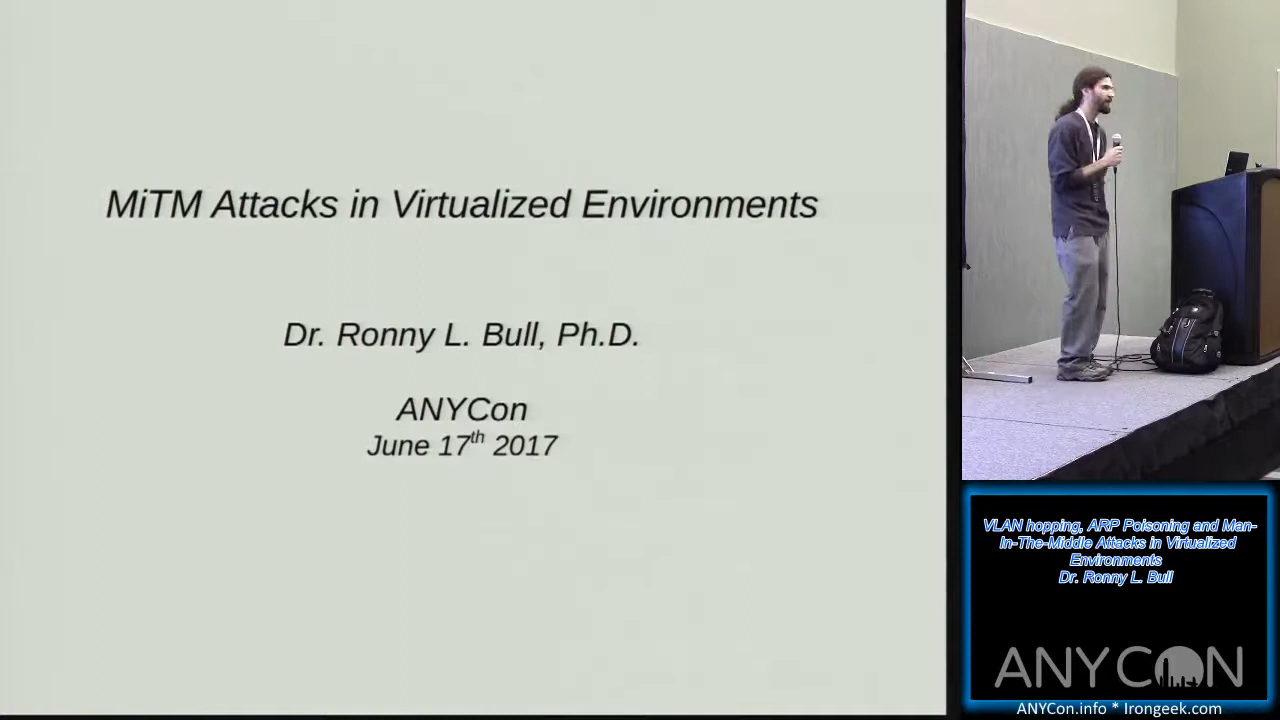 MiTM Attacks in Virtualized Environments
Dr. Ronny L. Bull, Ph.D.
ANYCon
June 17th 2017
VLAN hopping, ARP Poisoning and Man-
In-The-Middle Attacks in Virtualized
Environments
Dr. Ronny L. Bull
ANYCON
ANYCon.info * Irongeek.com